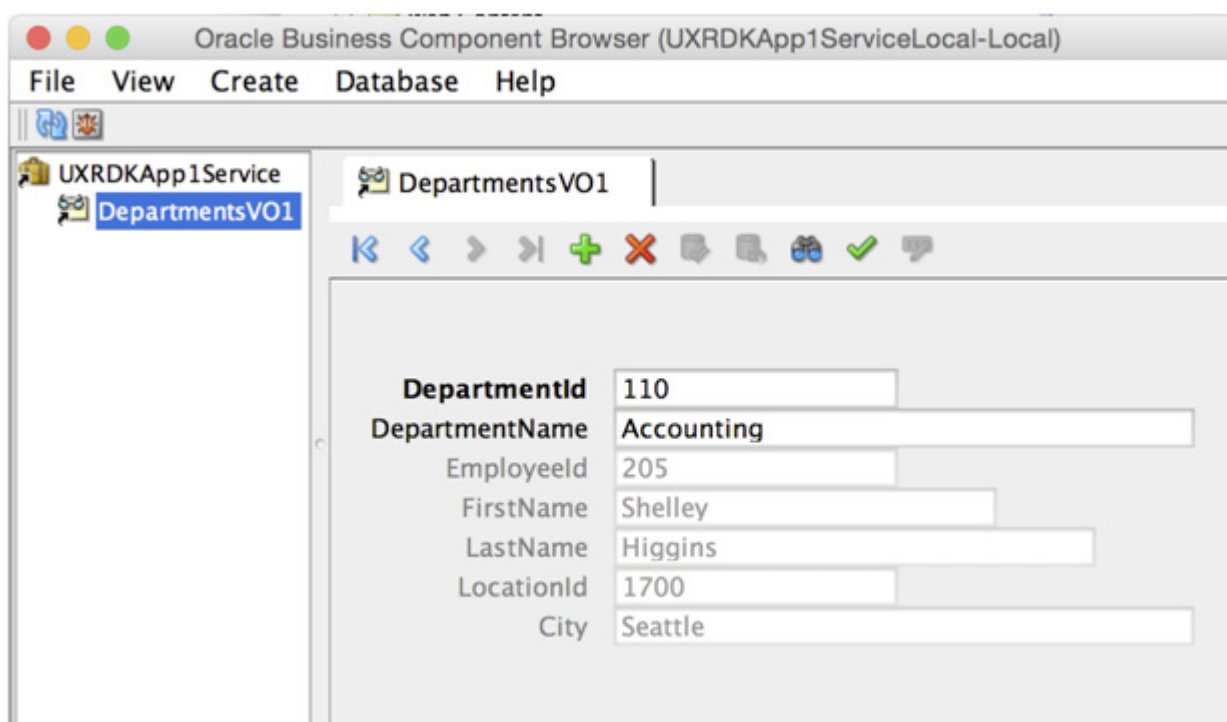 Oracle Business Component Browser (UXRDKApp1ServiceLocal-Local)
File View Create Database Help
UXRDKApp1Service
DepartmentsVO1
DepartmentsVO1
DepartmentId 110
DepartmentName Accounting
EmployeeId 205
FirstName Shelley
LastName Higgins
LocationId 1700
City Seattle